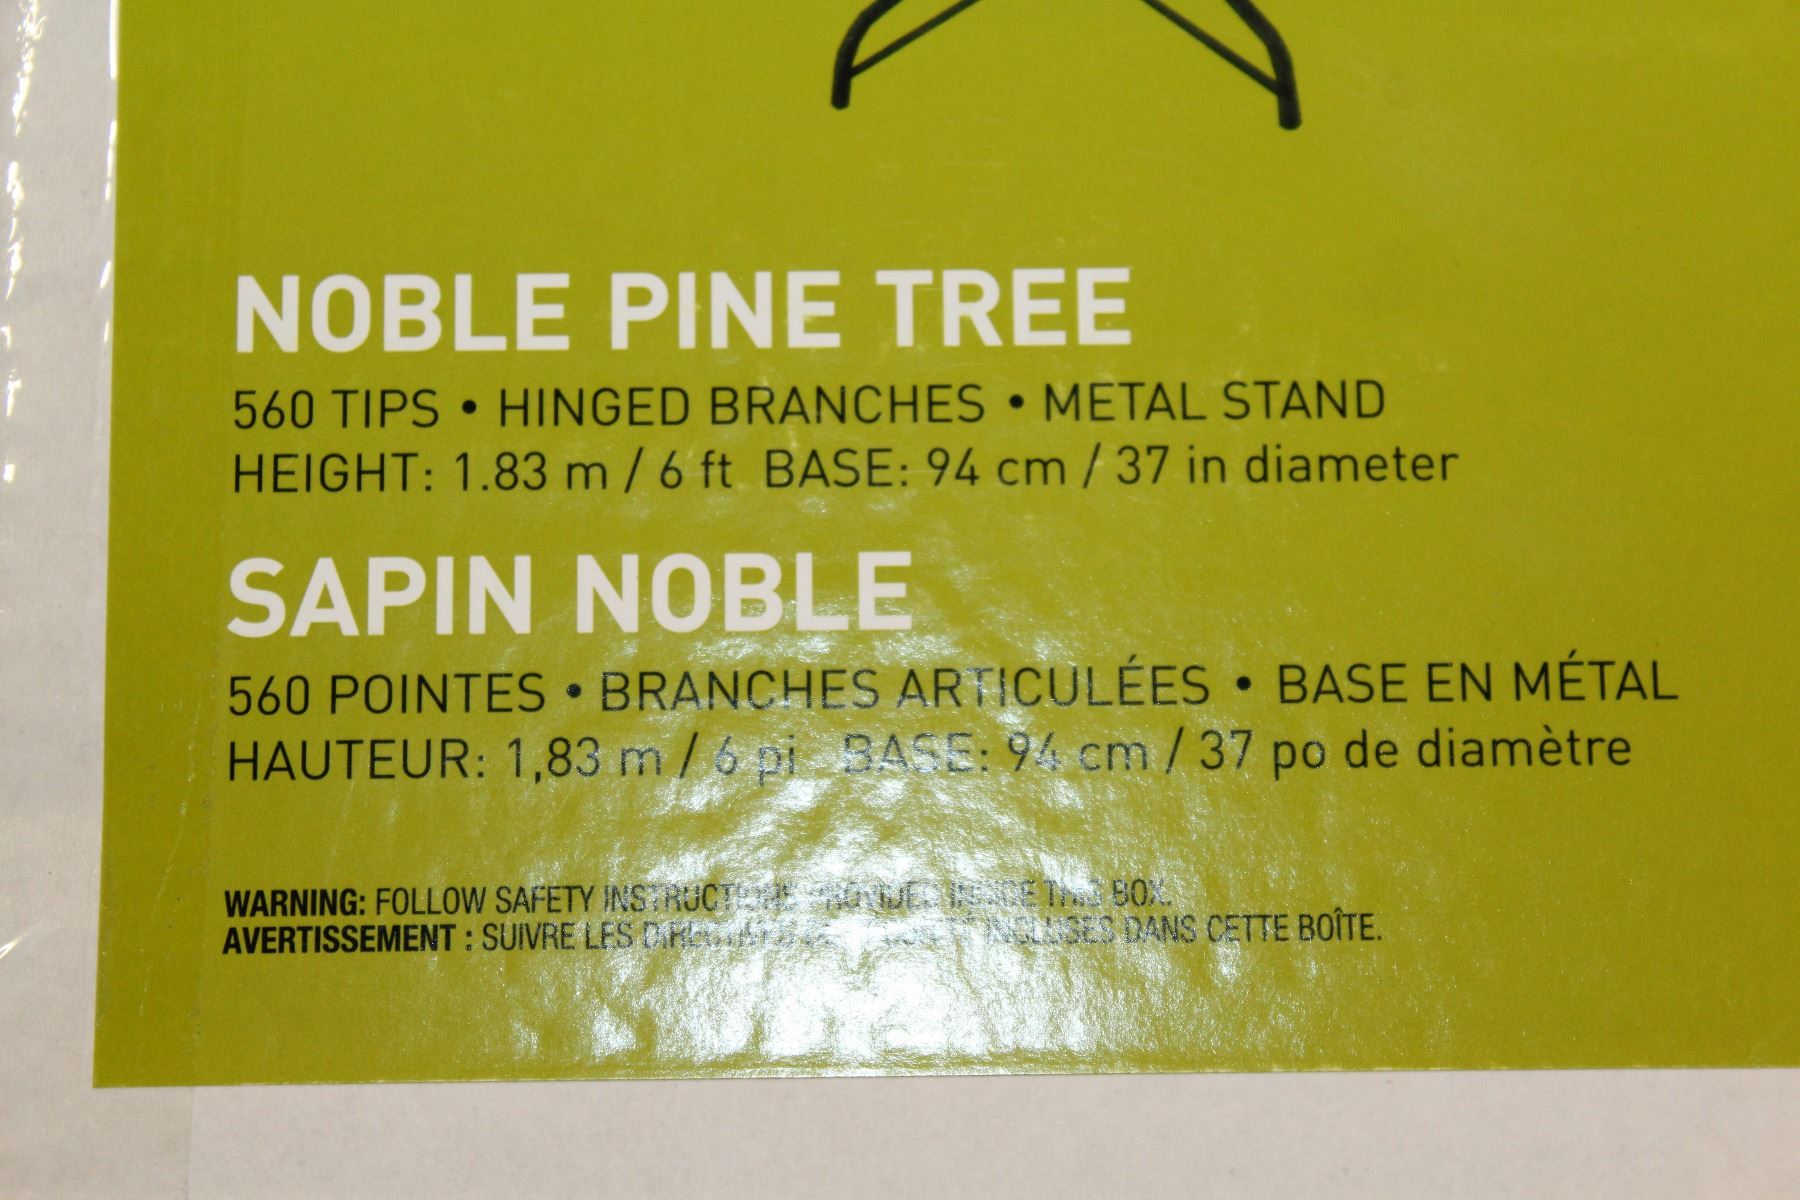 NOBLE PINE TREE
560 TIPS • HINGED BRANCHES • METAL STAND
HEIGHT: 1.83 m / 6 ft BASE: 94 cm / 37 in diameter
SAPIN NOBLE
560 POINTES • BRANCHES ARTICULÉES • BASE EN MÉTAL
HAUTEUR: 1,83 m / 6 pi BASE: 94 cm / 37 po de diamètre
WARNING: FOLLOW SAFETY INSTRUCTIONS PROVIDED INSIDE THIS BOX.
AVERTISSEMENT : SUIVRE LES INCLUSES DANS CETTE BOÎTE.